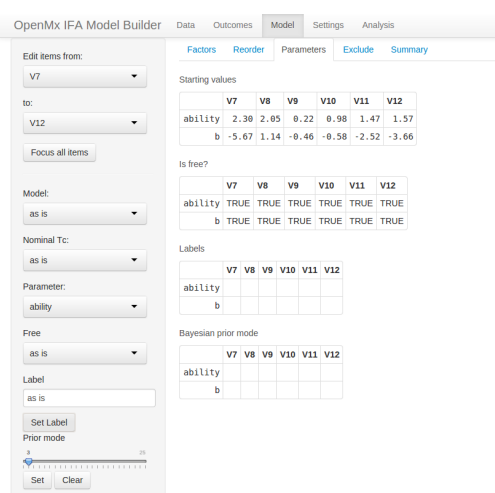 OpenMx IFA Model Builder Data Outcomes Model Settings Analysis
Edit items from:
V7
to:
V12
Focus all items
Model:
as is
Nominal Tc:
as is
Parameter:
ability
Free
as is
Label
as is
Set Label
Prior mode
3 25
Set Clear
Factors Reorder Parameters Exclude Summary
Starting values
V7 V8 V9 V10 V11 V12
ability 2.30 2.05 0.22 0.98 1.47 1.57
b -5.67 1.14 -0.46 -0.58 -2.52 -3.66
Is free?
V7 V8 V9 V10 V11 V12
ability TRUE TRUE TRUE TRUE TRUE TRUE
b TRUE TRUE TRUE TRUE TRUE TRUE
Labels
V7 V8 V9 V10 V11 V12
ability
b
Bayesian prior mode
V7 V8 V9 V10 V11 V12
ability
b